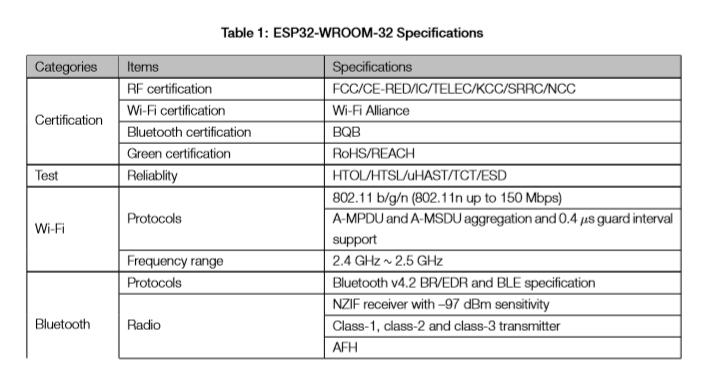 Table 1: ESP32-WROOM-32 Specifications
Categories Items Specifications
Certification
RF certification FCC/CE-RED/IC/TELEC/KCC/SRRC/NCC
Wi-Fi certification Wi-Fi Alliance
Bluetooth certification BQB
Green certification RoHS/REACH
Test Reliablity HTOL/HTSL/uHAST/TCT/ESD
Wi-Fi
Protocols
802.11 b/g/n (802.11n up to 150 Mbps)
A-MPDU and A-MSDU aggregation and 0.4 μs guard interval
support
Frequency range 2.4 GHz ~ 2.5 GHz
Bluetooth
Protocols Bluetooth v4.2 BR/EDR and BLE specification
Radio
NZIF receiver with –97 dBm sensitivity
Class-1, class-2 and class-3 transmitter
AFH